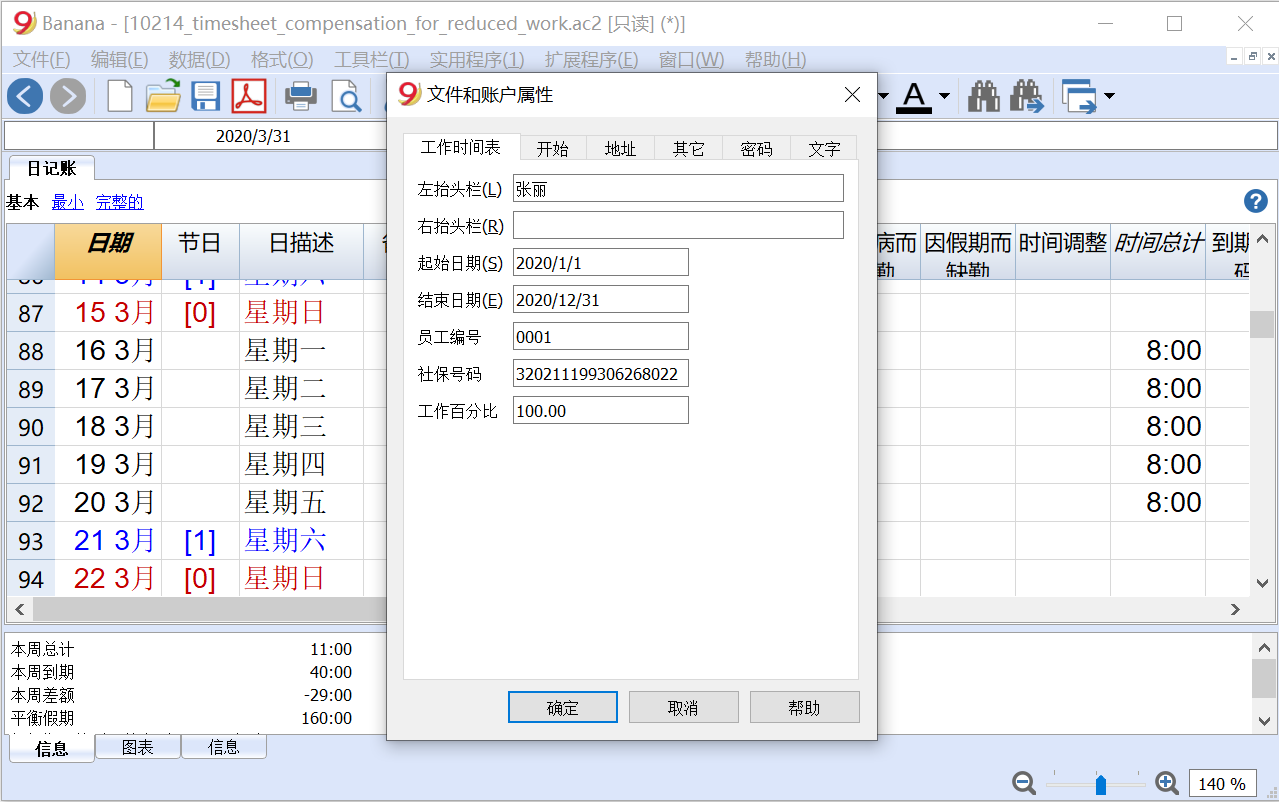 Banana - [10214_timesheet_compensation_for_reduced_work.ac2 [只读] (*)]
文件(F) 编辑(E) 数据(D) 格式(O) 工具栏(T) 实用程序(1) 扩展程序(E) 窗口(W) 帮助(H)
2020/3/31
日记账
基本 最小 完整的
日期 节日 日描述 病而 因假期而缺勤 时间调整 时间总计 到期
87 15 3月 [0] 星期日
88 16 3月 星期一 8:00
89 17 3月 星期二 8:00
90 18 3月 星期三 8:00
91 19 3月 星期四 8:00
92 20 3月 星期五 8:00
93 21 3月 [1] 星期六
94 22 3月 [0] 星期日
本周总计 11:00
本周到期 40:00
本周差额 -29:00
平衡假期 160:00
信息 图表 信息
140 %
文件和账户属性
工作时间表 开始 地址 其它 密码 文字
左抬头栏(L) 张丽
右抬头栏(R)
起始日期(S) 2020/1/1
结束日期(E) 2020/12/31
员工编号 0001
社保号码 320211199306268022
工作百分比 100.00
确定 取消 帮助